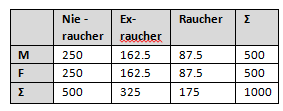 Nie - Ex- Raucher Σ
raucher raucher
M 250 162.5 87.5 500
F 250 162.5 87.5 500
Σ 500 325 175 1000